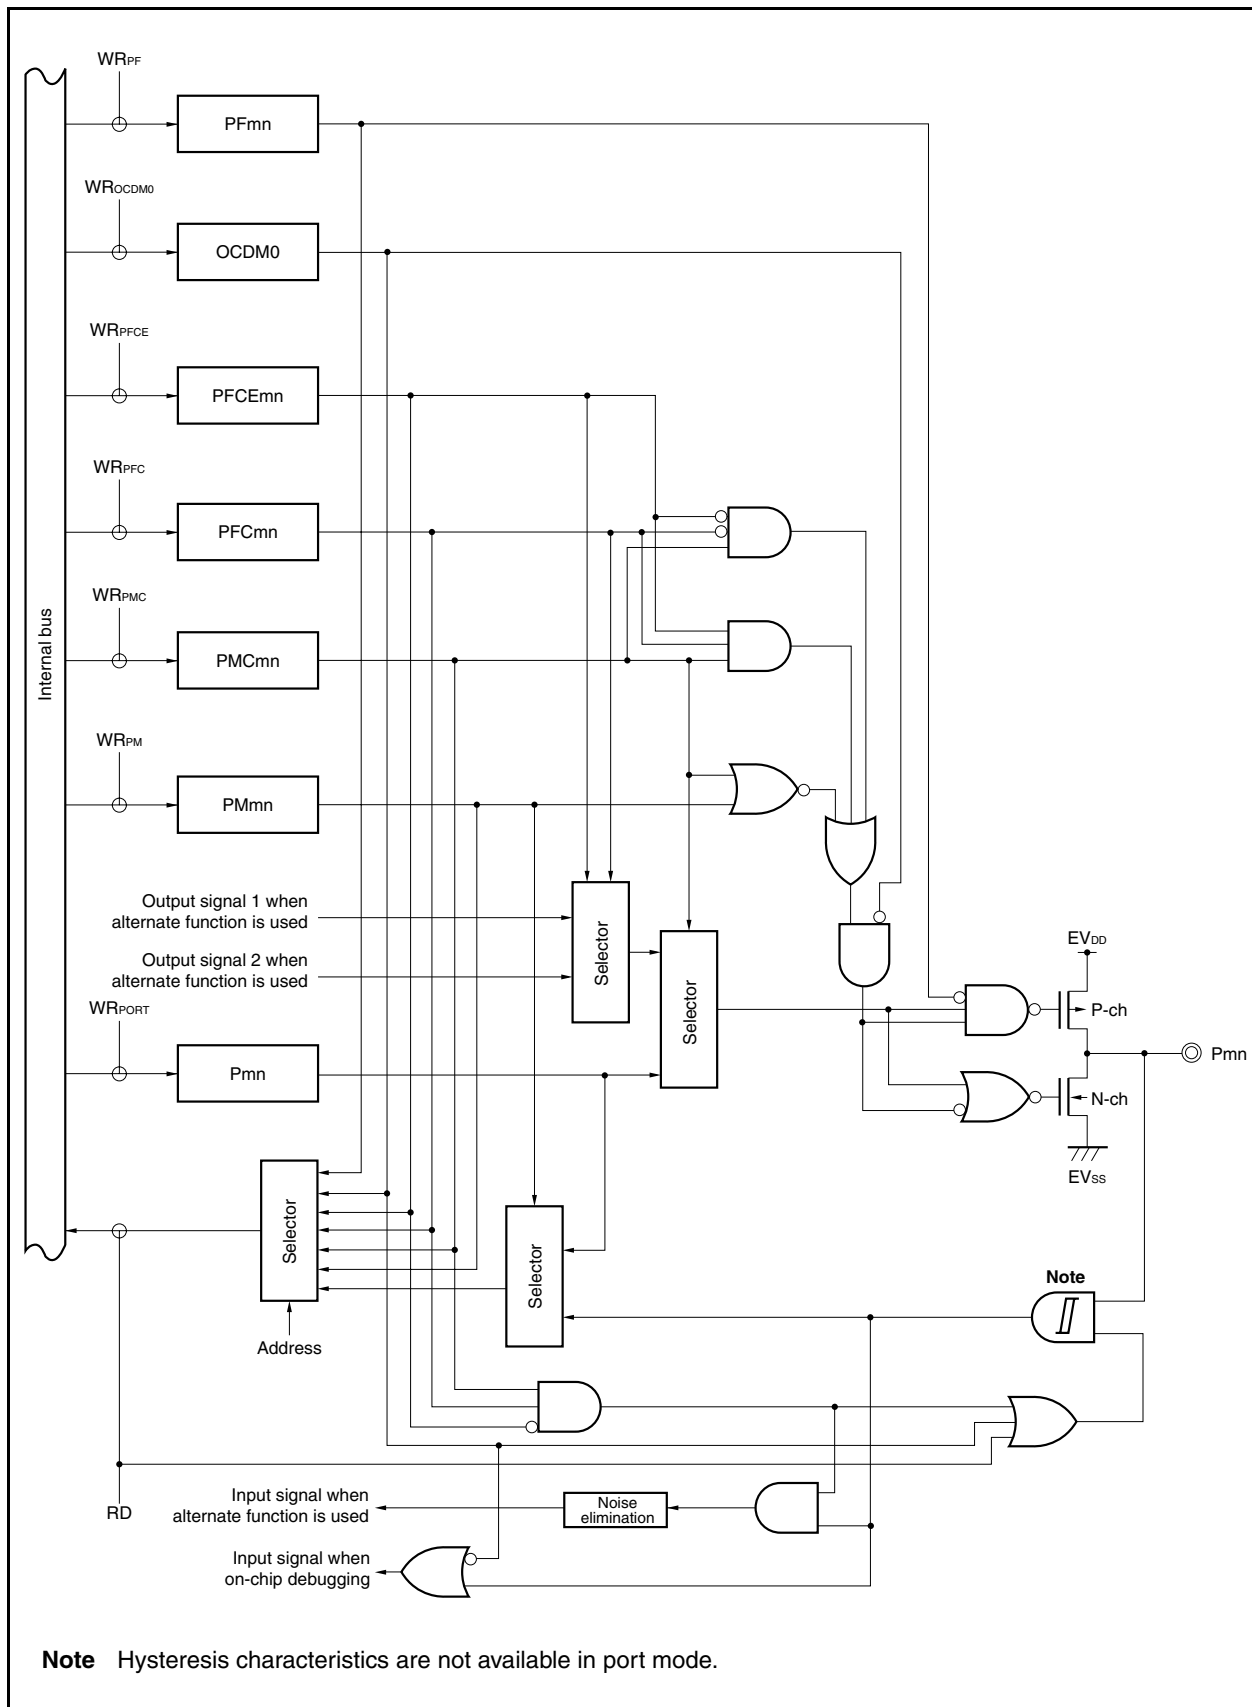 WRPF
PFmn
WROCDM0
OCDM0
WRPFCE
PFCEmn
WRPFC
PFCmn
WRPMC
PMCmn
Internal bus
WRPM
PMmn
Output signal 1 when
alternate function is used
Output signal 2 when
alternate function is used
Selector
Selector
EVDD
P-ch
WRPORT
Pmn
Pmn
N-ch
EVSS
Selector
Selector
Address
Note
RD
Input signal when
alternate function is used
Noise
elimination
Input signal when
on-chip debugging
Note Hysteresis characteristics are not available in port mode.